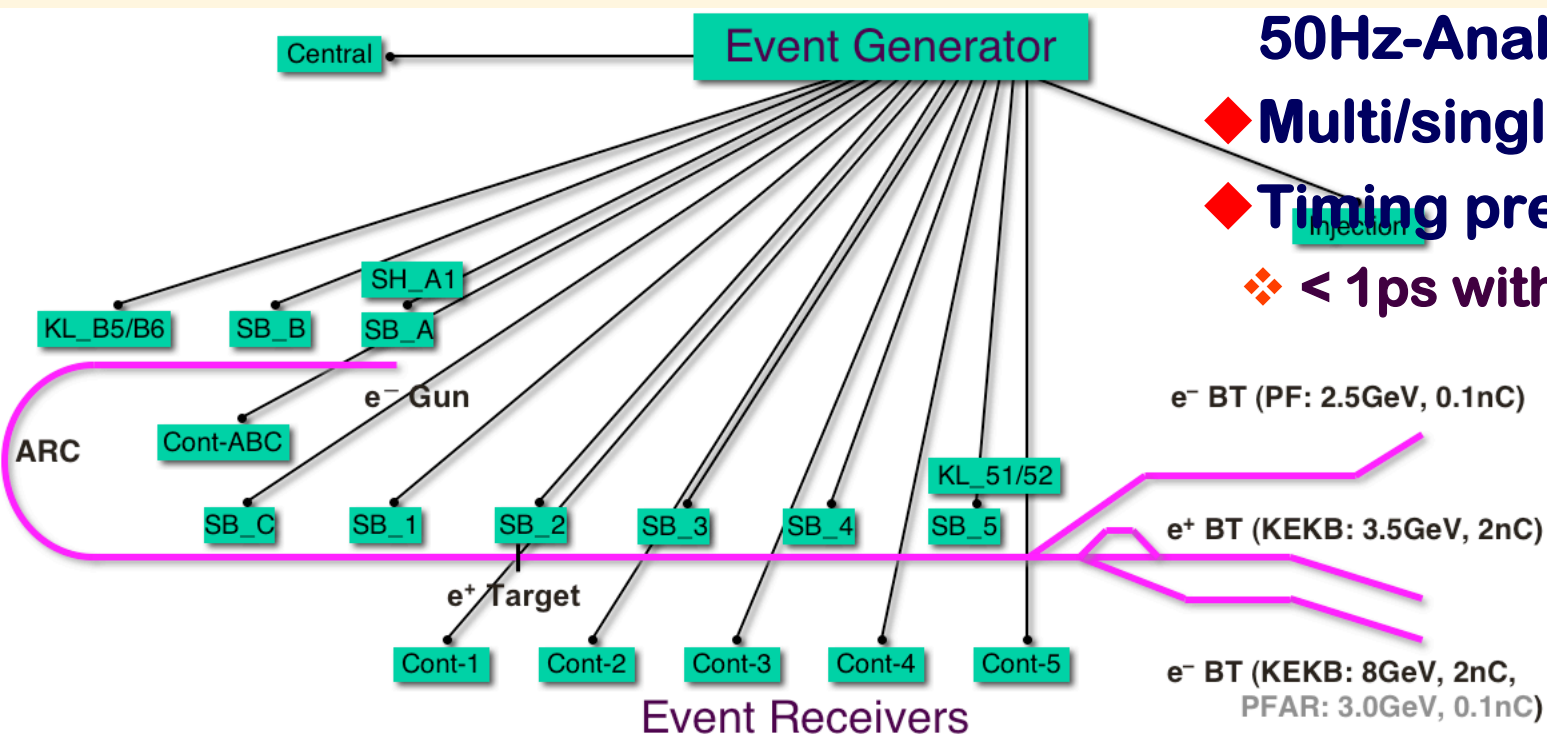 Event Generator
50Hz-Anal
Central
Multi/singl
Timing pre
Injection
< 1ps with
SH_A1
KL_B5/B6
SB_B
SB_A
e⁻ Gun
e⁻ BT (PF: 2.5GeV, 0.1nC)
ARC
Cont-ABC
KL_51/52
SB_C
SB_1
SB_2
SB_3
SB_4
SB_5
e⁺ BT (KEKB: 3.5GeV, 2nC)
e⁺ Target
Cont-1
Cont-2
Cont-3
Cont-4
Cont-5
e⁻ BT (KEKB: 8GeV, 2nC,
PFAR: 3.0GeV, 0.1nC)
Event Receivers